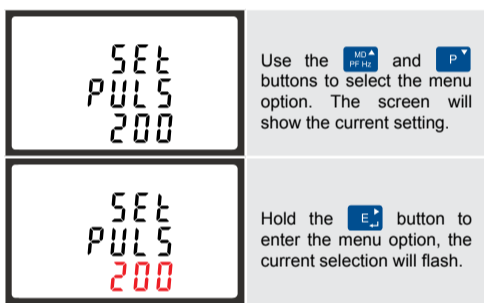 SEt
PULS
200
Use the MD PF Hz and P
buttons to select the menu
option. The screen will
show the current setting.
SEt
PULS
200
Hold the E button to
enter the menu option, the
current selection will flash.